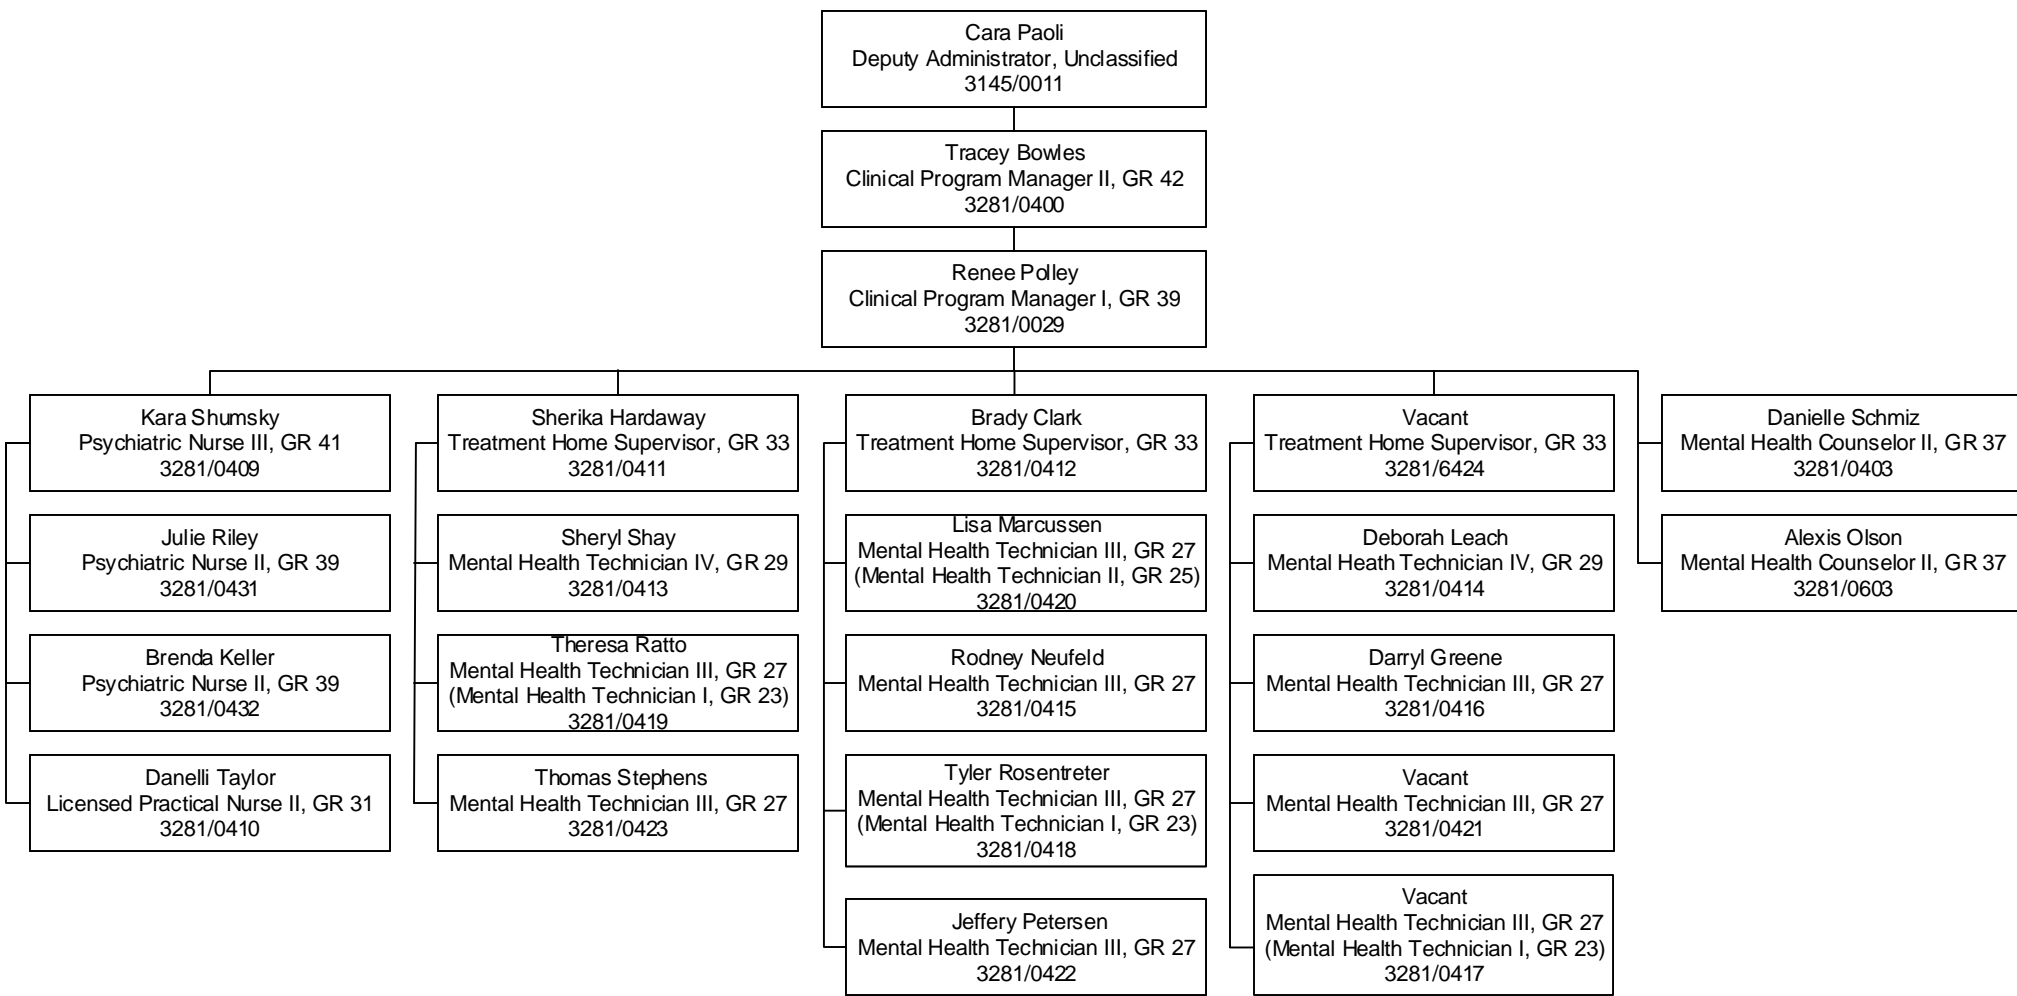 Cara Paoli
Deputy Administrator, Unclassified
3145/0011
Tracey Bowles
Clinical Program Manager II, GR 42
3281/0400
Renee Polley
Clinical Program Manager I, GR 39
3281/0029
Kara Shumsky
Psychiatric Nurse III, GR 41
3281/0409
Julie Riley
Psychiatric Nurse II, GR 39
3281/0431
Brenda Keller
Psychiatric Nurse II, GR 39
3281/0432
Danelli Taylor
Licensed Practical Nurse II, GR 31
3281/0410
Sherika Hardaway
Treatment Home Supervisor, GR 33
3281/0411
Sheryl Shay
Mental Health Technician IV, GR 29
3281/0413
Theresa Ratto
Mental Health Technician III, GR 27
(Mental Health Technician I, GR 23)
3281/0419
Thomas Stephens
Mental Health Technician III, GR 27
3281/0423
Brady Clark
Treatment Home Supervisor, GR 33
3281/0412
Lisa Marcussen
Mental Health Technician III, GR 27
(Mental Health Technician II, GR 25)
3281/0420
Rodney Neufeld
Mental Health Technician III, GR 27
3281/0415
Tyler Rosentreter
Mental Health Technician III, GR 27
(Mental Health Technician I, GR 23)
3281/0418
Jeffery Petersen
Mental Health Technician III, GR 27
3281/0422
Vacant
Treatment Home Supervisor, GR 33
3281/6424
Deborah Leach
Mental Heath Technician IV, GR 29
3281/0414
Darryl Greene
Mental Health Technician III, GR 27
3281/0416
Vacant
Mental Health Technician III, GR 27
3281/0421
Vacant
Mental Health Technician III, GR 27
(Mental Health Technician I, GR 23)
3281/0417
Danielle Schmiz
Mental Health Counselor II, GR 37
3281/0403
Alexis Olson
Mental Health Counselor II, GR 37
3281/0603